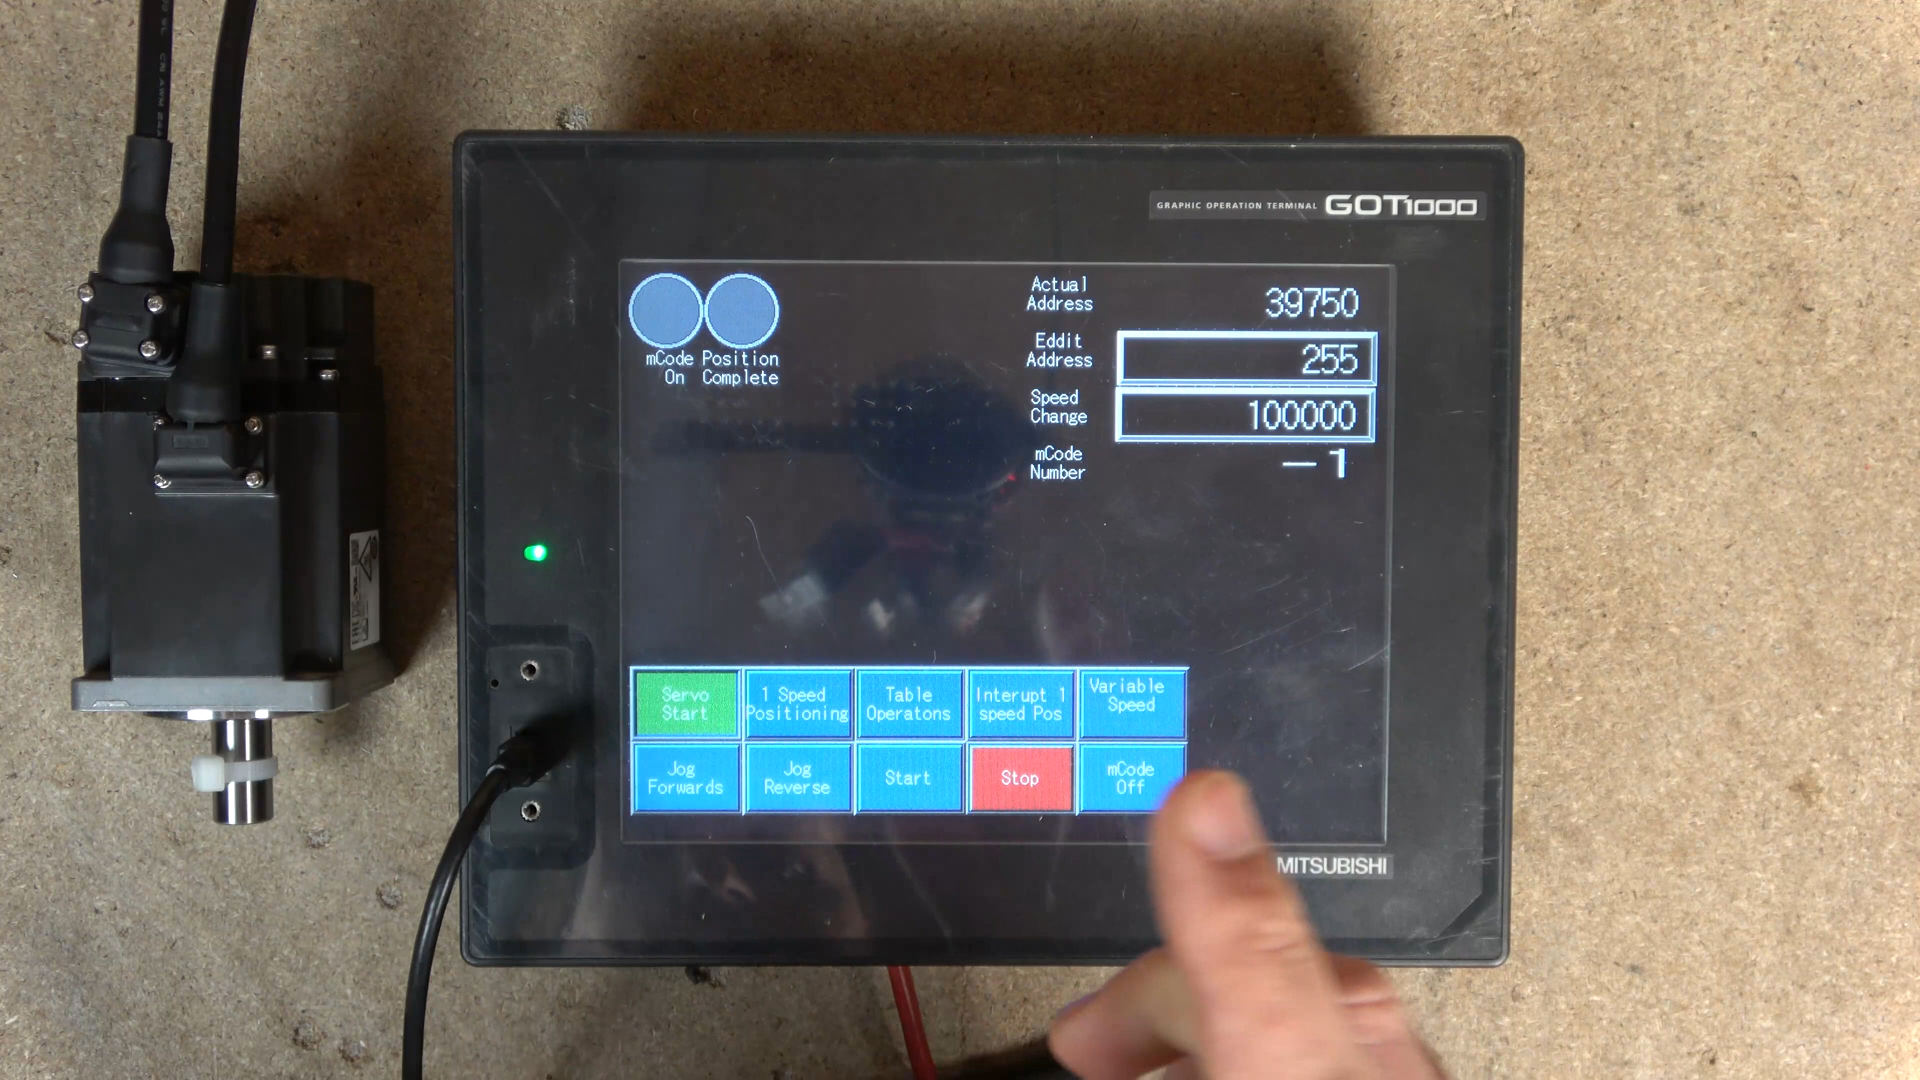 GRAPHIC OPERATION TERMINAL GOT1000
mCode Position
On Complete
Actual
Address
39750
Eddit
Address
255
Speed
Change
100000
mCode
Number
-1
Servo
Start
1 Speed
Positioning
Table
Operatons
Interupt 1
speed Pos
Variable
Speed
Jog
Forwards
Jog
Reverse
Start
Stop
mCode
Off
MITSUBISHI